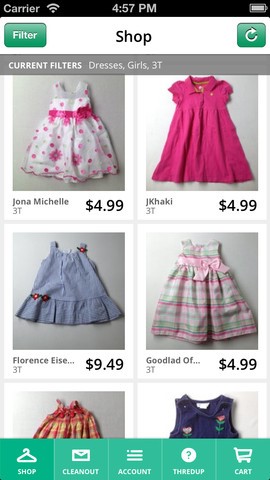 Carrier 4:57 PM
Filter Shop
CURRENT FILTERS Dresses, Girls, 3T
Jona Michelle $4.99
3T
JKhaki $4.99
3T
Florence Eise... $9.49
3T
Goodlad Of... $4.99
3T
SHOP CLEANOUT ACCOUNT THREDUP CART